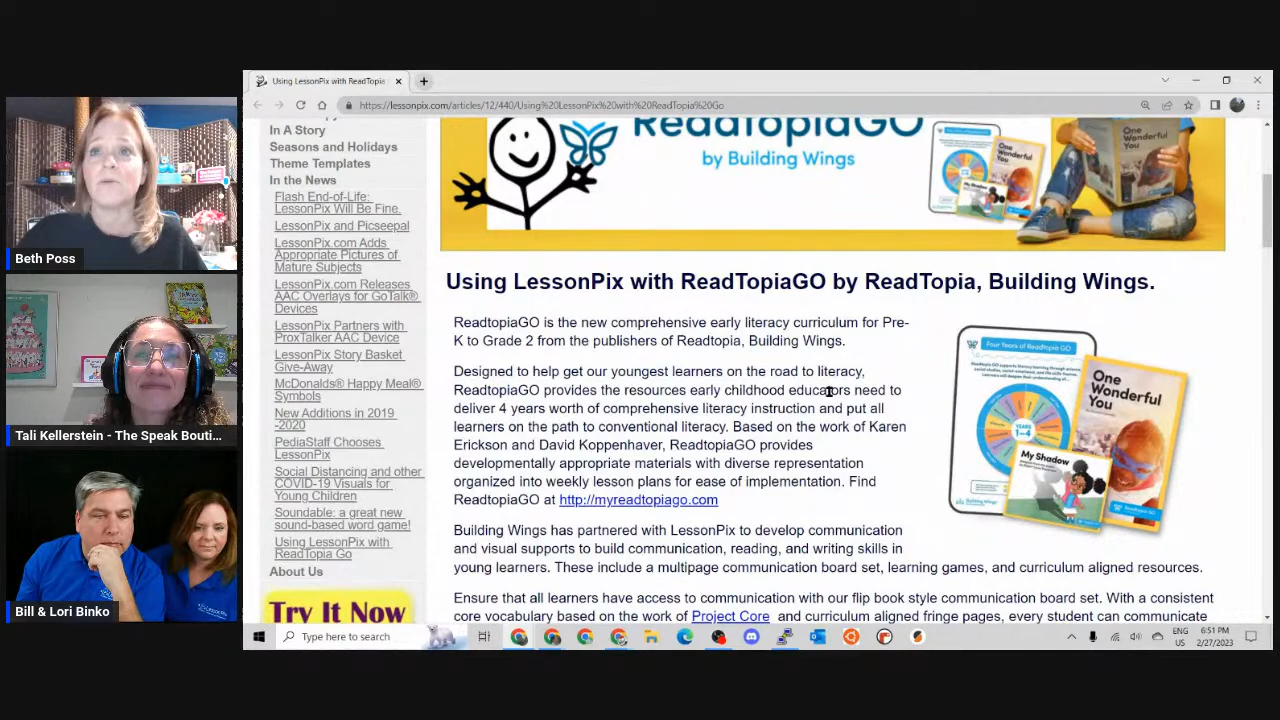 Beth Poss
Tali Kellerstein - The Speak Bouti...
Bill & Lori Binko
Using LessonPix with ReadTopia
https://lessonpix.com/articles/12/440/Using%20LessonPix%20with%20ReadTopia%20Go
In A Story
Seasons and Holidays
Theme Templates
In the News
Flash End-of-Life:
LessonPix Will Be Fine.
LessonPix and Picseepal
LessonPix.com Adds
Appropriate Pictures of
Mature Subjects
LessonPix.com Releases
AAC Overlays for GoTalk®
Devices
LessonPix Partners with
ProxTalker AAC Device
LessonPix Story Basket
Give-Away
McDonalds® Happy Meal®
Symbols
New Additions in 2019
-2020
PediaStaff Chooses
LessonPix
Social Distancing and other
COVID-19 Visuals for
Young Children
Soundable: a great new
sound-based word game!
Using LessonPix with
ReadTopia Go
About Us
Try It Now
ReadTopiaGO
by Building Wings
One
Wonderful
You
My Shadow
Using LessonPix with ReadTopiaGO by ReadTopia, Building Wings.
ReadtopiaGO is the new comprehensive early literacy curriculum for Pre-
K to Grade 2 from the publishers of Readtopia, Building Wings.
Designed to help get our youngest learners on the road to literacy,
ReadtopiaGO provides the resources early childhood educators need to
deliver 4 years worth of comprehensive literacy instruction and put all
learners on the path to conventional literacy. Based on the work of Karen
Erickson and David Koppenhaver, ReadtopiaGO provides
developmentally appropriate materials with diverse representation
organized into weekly lesson plans for ease of implementation. Find
ReadtopiaGO at http://myreadtopiago.com
Four Years of Readtopia GO
YEARS
1-4
One
Wonderful
You
My Shadow
Building Wings has partnered with LessonPix to develop communication
and visual supports to build communication, reading, and writing skills in
young learners. These include a multipage communication board set, learning games, and curriculum aligned resources.
Ensure that all learners have access to communication with our flip book style communication board set. With a consistent
core vocabulary based on the work of Project Core and curriculum aligned fringe pages, every student can communicate
Type here to search
ENG
US
6:51 PM
2/27/2023